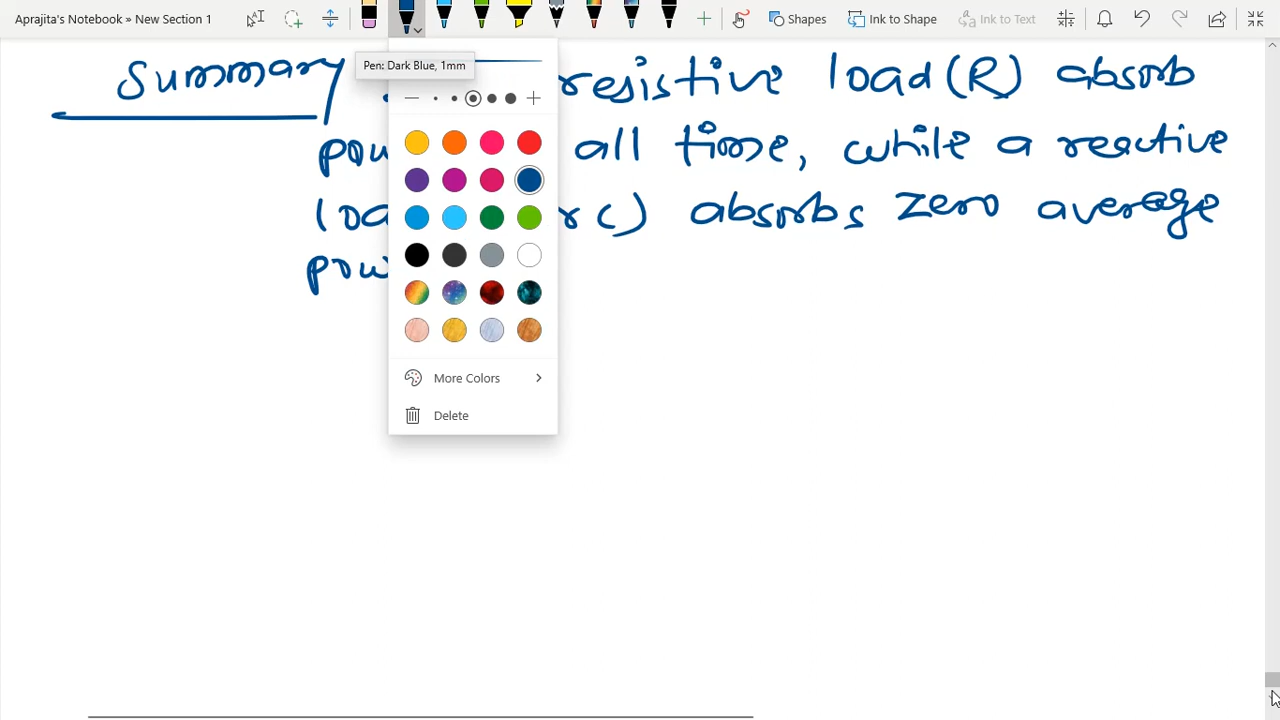 Aprajita's Notebook » New Section 1
Shapes
Ink to Shape
Ink to Text
Pen: Dark Blue, 1mm
Summary resistive load (R) absorb
pow all time, while a reactive
loa r c) absorbs zero average
pow
More Colors
Delete